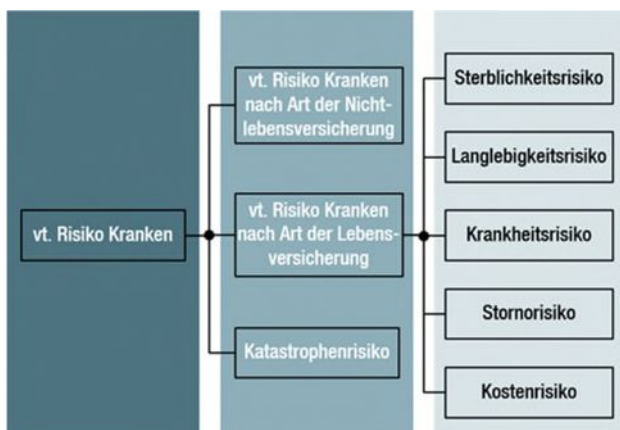 vt. Risiko Kranken
vt. Risiko Kranken
nach Art der Nicht-
lebensversicherung
vt. Risiko Kranken
nach Art der Lebens-
versicherung
Katastrophenrisiko
Sterblichkeitsrisiko
Langlebigkeitsrisiko
Krankheitsrisiko
Stornorisiko
Kostenrisiko